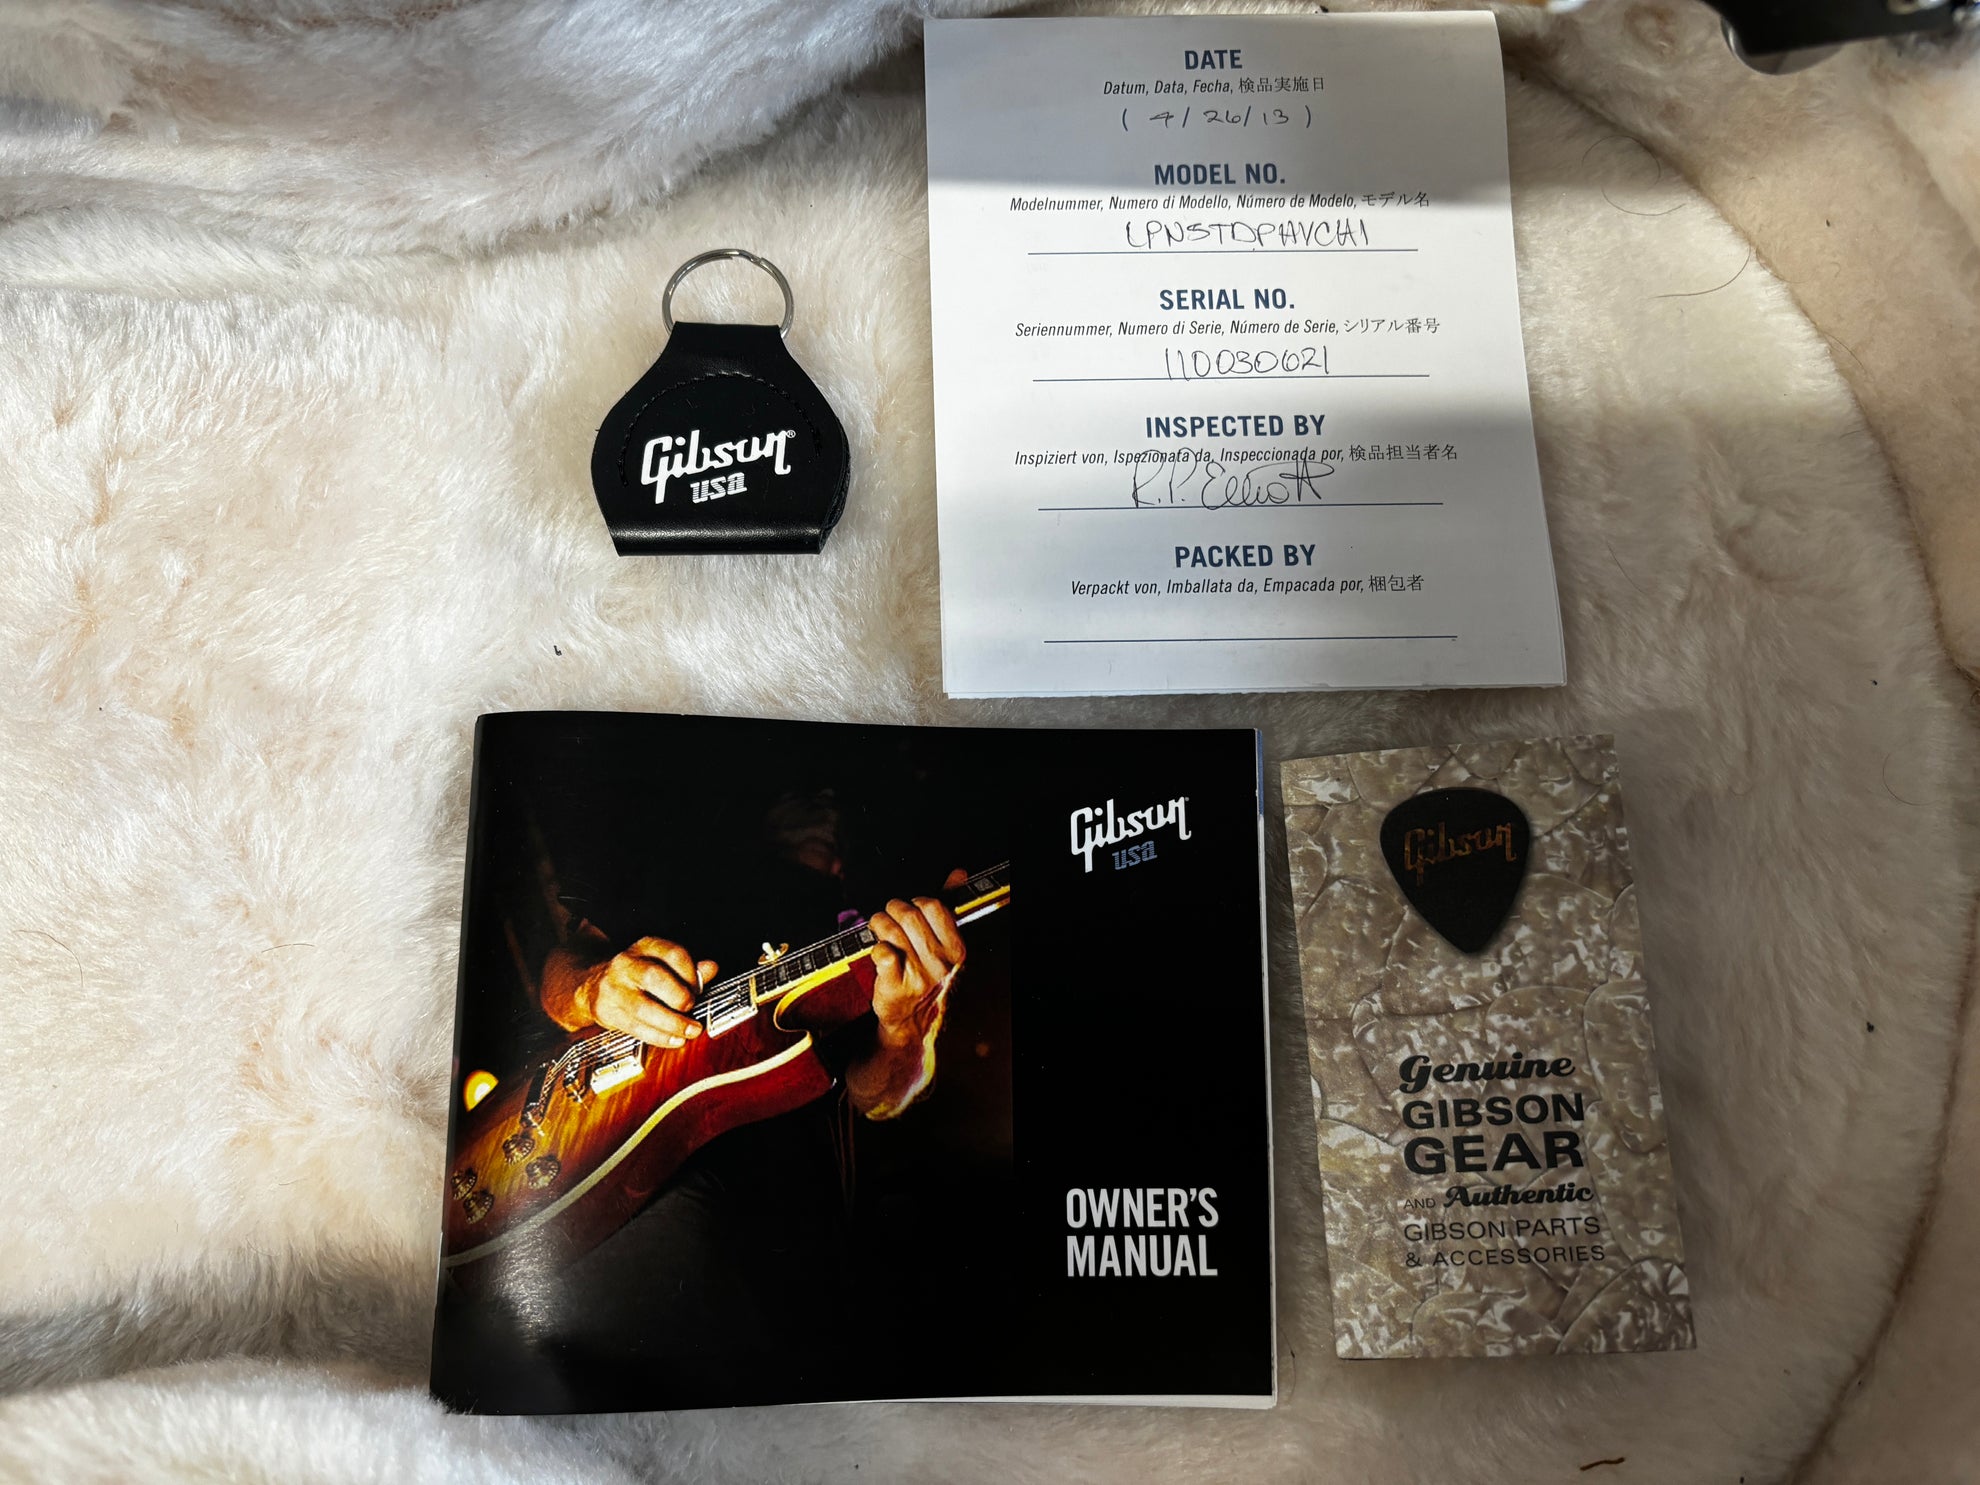 DATE
Datum, Data, Fecha, 検品実施日
( 4/26/13 )
MODEL NO.
Modelnummer, Numero di Modello, Número de Modelo, モデル名
LPNSTDPHVCH1
SERIAL NO.
Seriennummer, Numero di Serie, Número de Serie, シリアル番号
110030621
INSPECTED BY
Inspiziert von, Ispezionata da, Inspeccionada por, 検品担当者名
R.P. Elliott
PACKED BY
Verpackt von, Imballata da, Empacada por, 梱包者
Gibson®
usa
Gibson
usa
OWNER'S
MANUAL
Gibson
Genuine
GIBSON
GEAR
AND Authentic
GIBSON PARTS
& ACCESSORIES